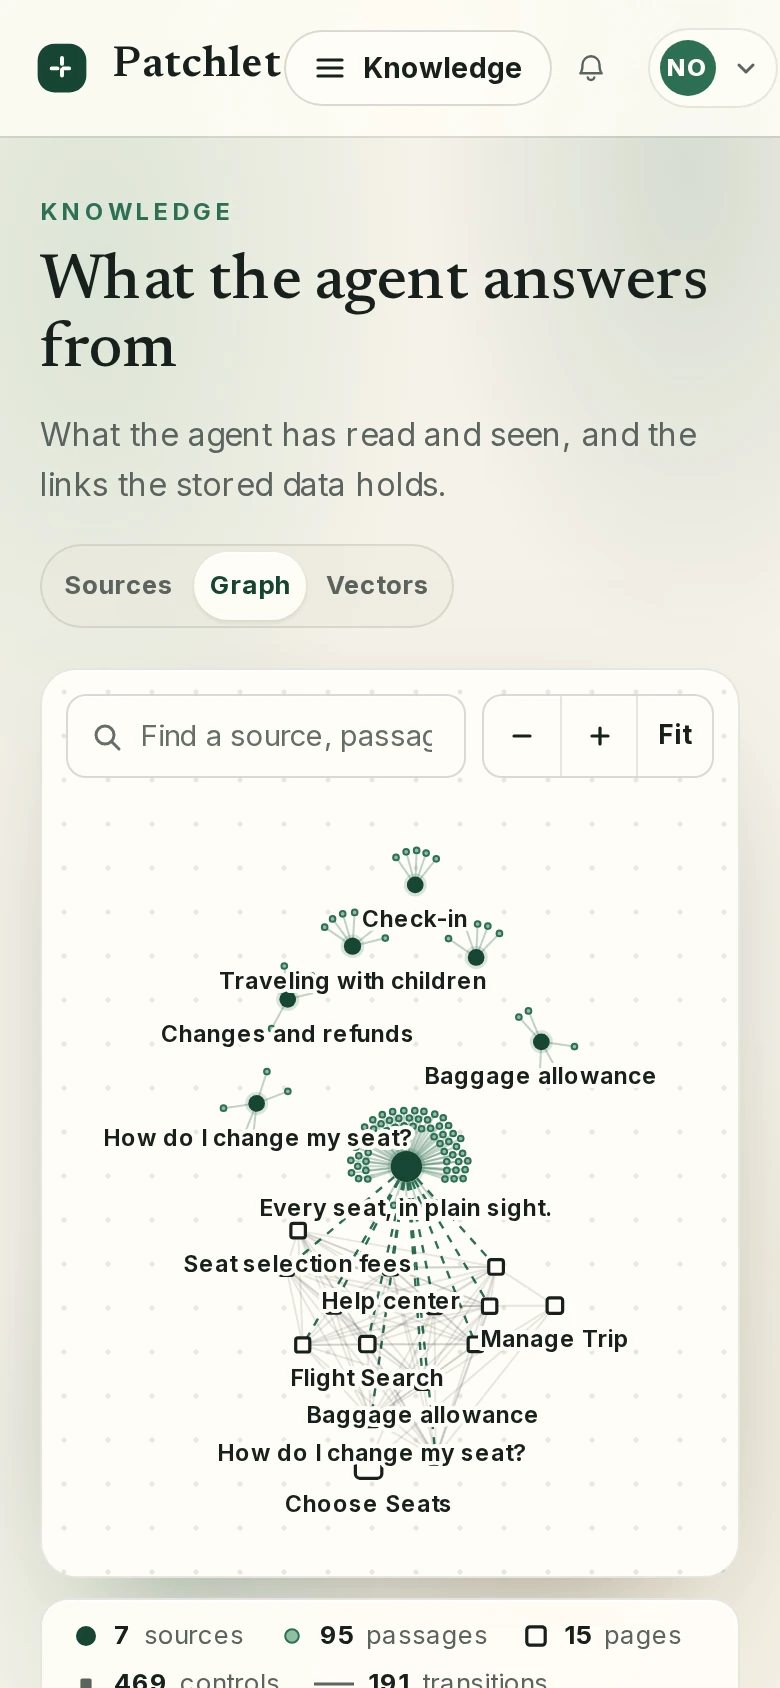 Patchlet
Knowledge
NO
KNOWLEDGE
What the agent answers
from
What the agent has read and seen, and the
links the stored data holds.
Sources
Graph
Vectors
Find a source, passag
Fit
Check-in
Traveling with children
Changes and refunds
Baggage allowance
How do I change my seat?
Every seat, in plain sight.
Seat selection fees
Help center
Manage Trip
Flight Search
Baggage allowance
How do I change my seat?
Choose Seats
7 sources
95 passages
15 pages
469 controls
191 transitions